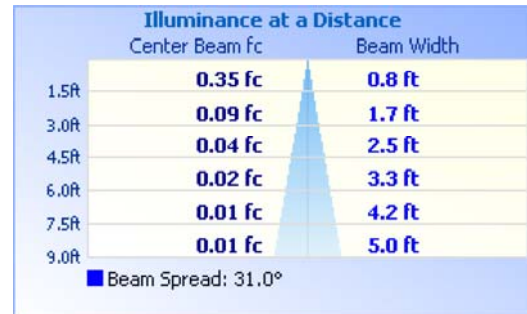 Illuminance at a Distance
Center Beam fc Beam Width
0.35 fc 0.8 ft
1.5ft
0.09 fc 1.7 ft
3.0ft
0.04 fc 2.5 ft
4.5ft
0.02 fc 3.3 ft
6.0ft
0.01 fc 4.2 ft
7.5ft
0.01 fc 5.0 ft
9.0ft
Beam Spread: 31.0°